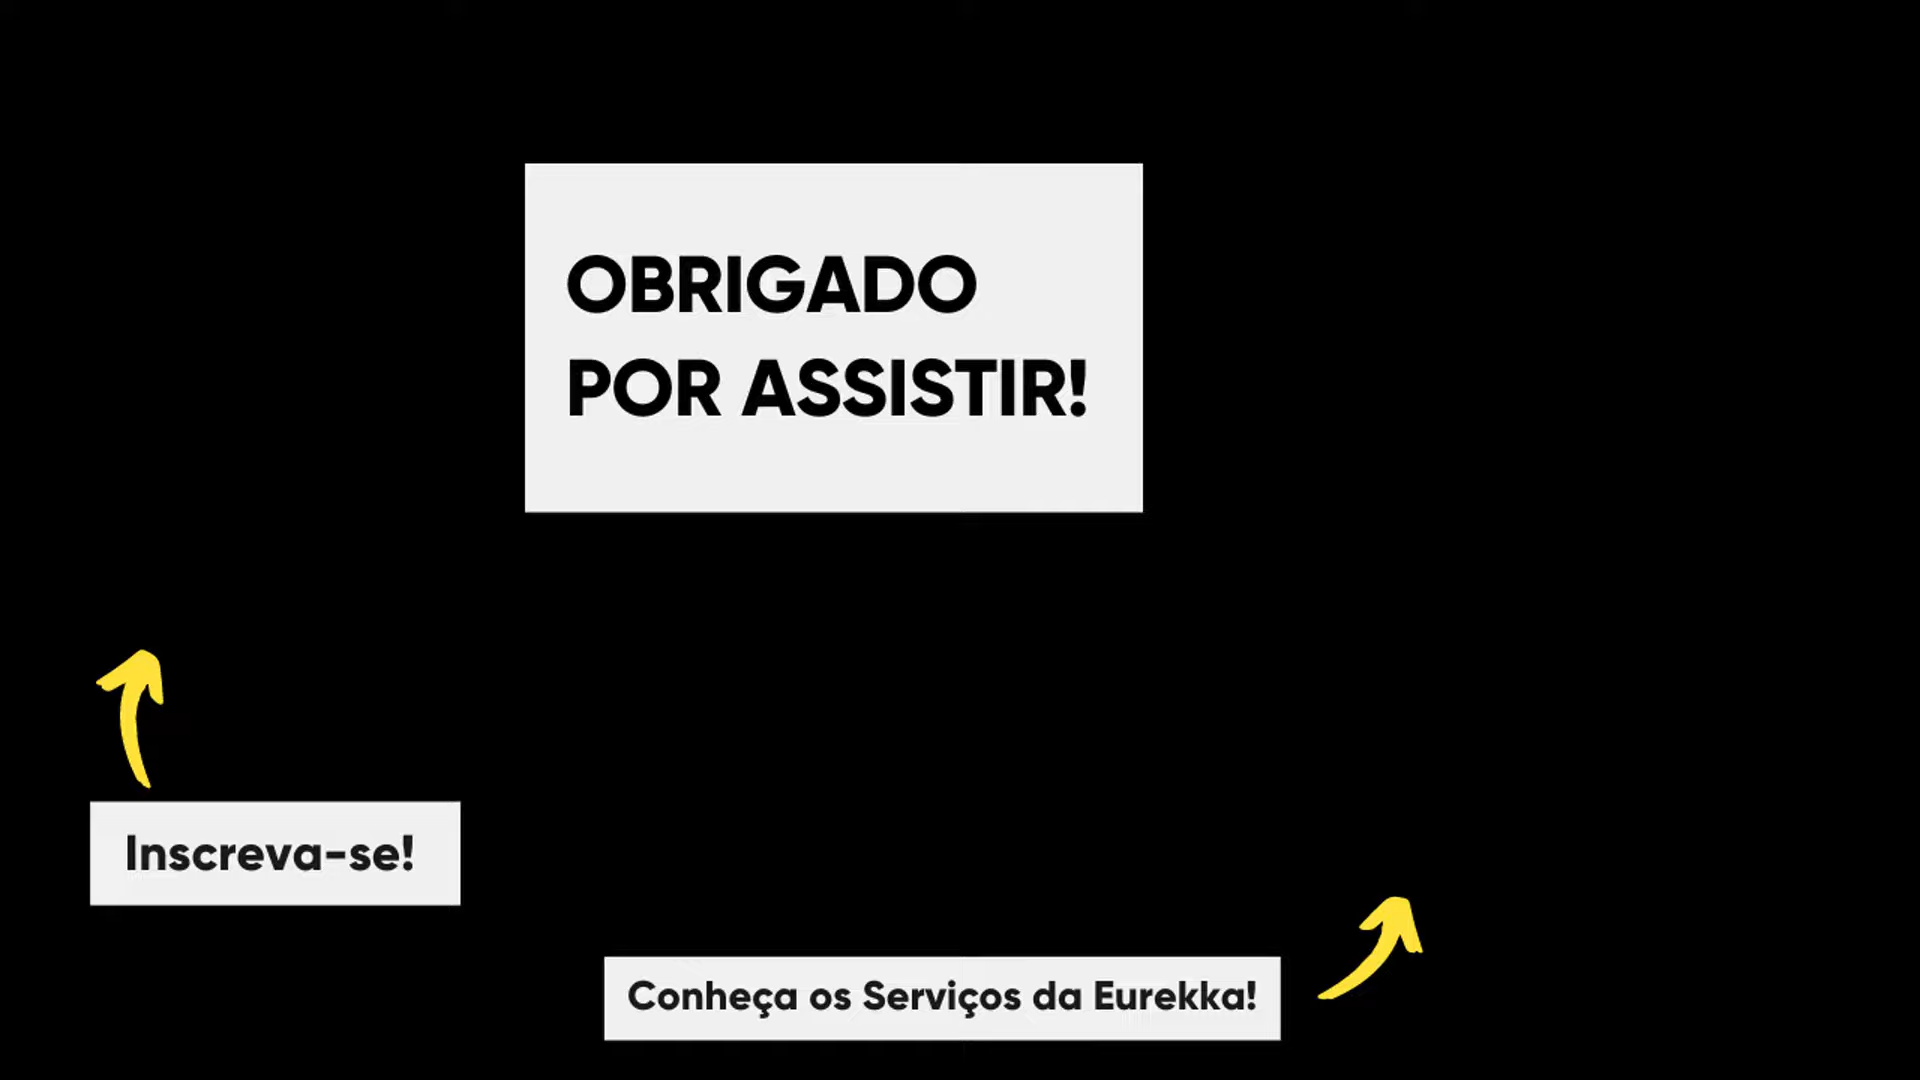 OBRIGADO
POR ASSISTIR!
Inscreva-se!
Conheça os Serviços da Eurekka!